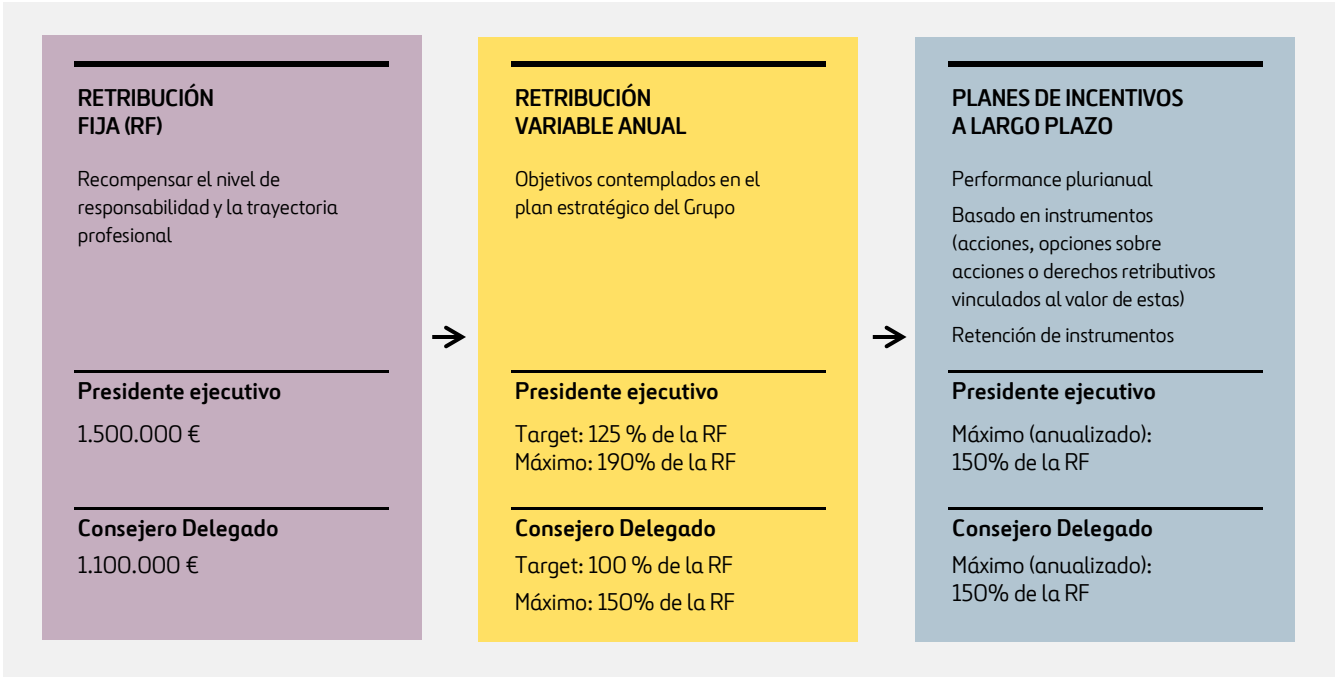 RETRIBUCIÓN
FIJA (RF)
Recompensar el nivel de
responsabilidad y la trayectoria
profesional
Presidente ejecutivo
1.500.000 €
Consejero Delegado
1.100.000 €
RETRIBUCIÓN
VARIABLE ANUAL
Objetivos contemplados en el
plan estratégico del Grupo
Presidente ejecutivo
Target: 125 % de la RF
Máximo: 190% de la RF
Consejero Delegado
Target: 100 % de la RF
Máximo: 150% de la RF
PLANES DE INCENTIVOS
A LARGO PLAZO
Performance plurianual
Basado en instrumentos
(acciones, opciones sobre
acciones o derechos retributivos
vinculados al valor de estas)
Retención de instrumentos
Presidente ejecutivo
Máximo (anualizado):
150% de la RF
Consejero Delegado
Máximo (anualizado):
150% de la RF